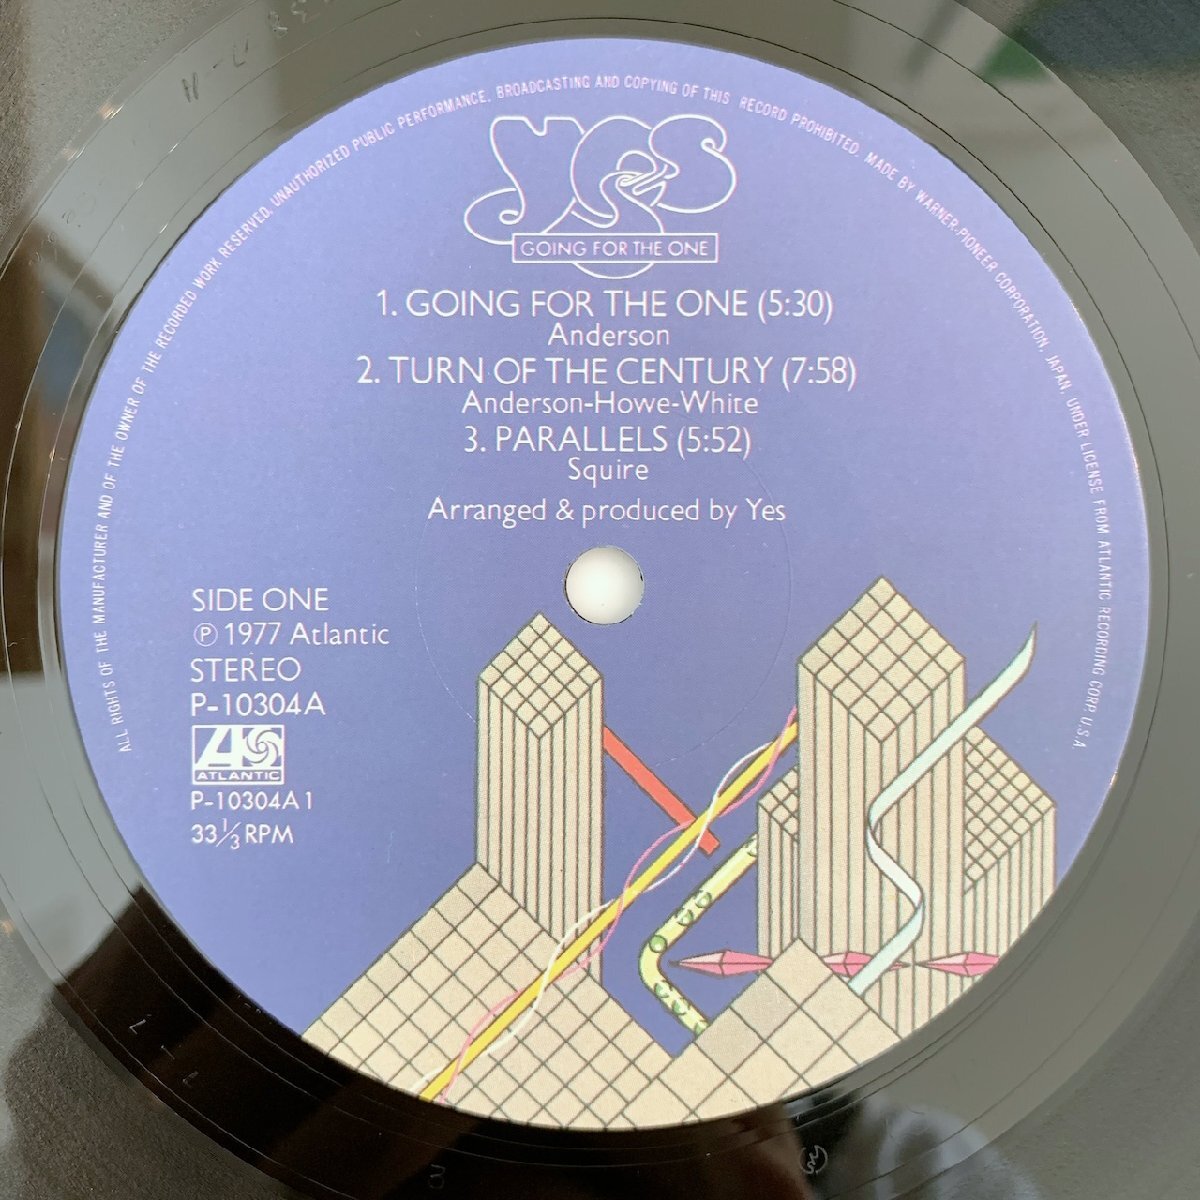 ALL RIGHTS OF THE MANUFACTURER AND OF THE OWNER OF THE RECORDED WORK RESERVED. UNAUTHORIZED PUBLIC PERFORMANCE, BROADCASTING AND COPYING OF THIS RECORD PROHIBITED. MADE BY WARNER-PIONEER CORPORATION, JAPAN, UNDER LICENSE FROM ATLANTIC RECORDING CORP. U.S.A.
yes
GOING FOR THE ONE
1. GOING FOR THE ONE (5:30)
Anderson
2. TURN OF THE CENTURY (7:58)
Anderson-Howe-White
3. PARALLELS (5:52)
Squire
Arranged & produced by Yes
SIDE ONE
℗ 1977 Atlantic
STEREO
P-10304A
ATLANTIC
P-10304A1
33⅓ RPM